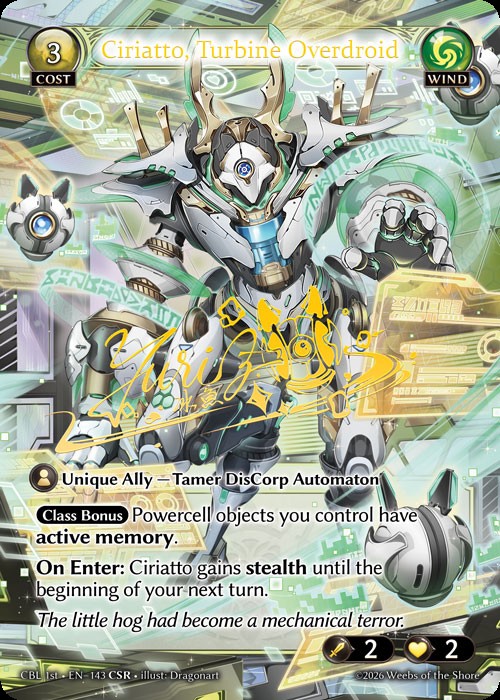 3
COST
Ciriatto, Turbine Overdroid
WIND
Unique Ally — Tamer DisCorp Automaton
Class Bonus Powercell objects you control have
active memory.
On Enter: Ciriatto gains stealth until the
beginning of your next turn.
The little hog had become a mechanical terror.
2
2
CBL 1st • EN-143 CSR • illust: Dragonart
©2026 Weebs of the Shore